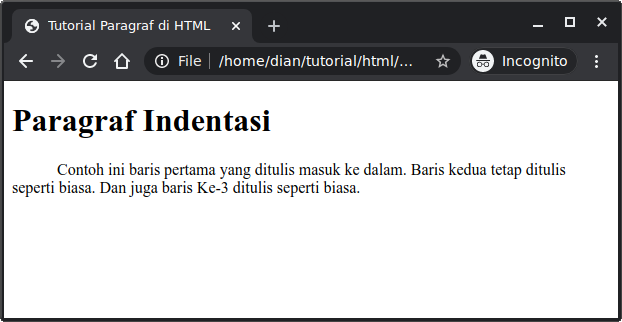 Tutorial Paragraf di HTML
File /home/dian/tutorial/html/... Incognito
Paragraf Indentasi
Contoh ini baris pertama yang ditulis masuk ke dalam. Baris kedua tetap ditulis
seperti biasa. Dan juga baris Ke-3 ditulis seperti biasa.